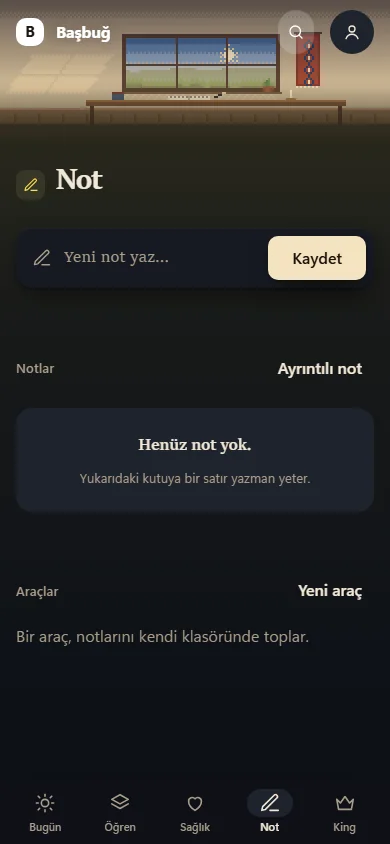 B Başbuğ
Not
Yeni not yaz... Kaydet
Notlar Ayrıntılı not
Henüz not yok.
Yukarıdaki kutuya bir satır yazman yeter.
Araçlar Yeni araç
Bir araç, notlarını kendi klasöründe toplar.
Bugün Öğren Sağlık Not King